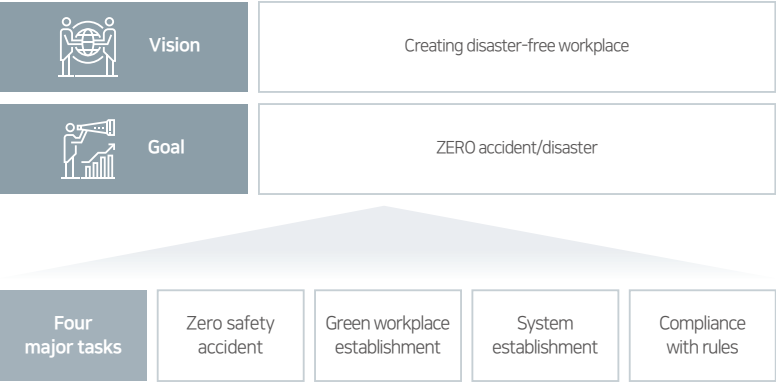 Vision
Creating disaster-free workplace
Goal
ZERO accident/disaster
Four
major tasks
Zero safety
accident
Green workplace
establishment
System
establishment
Compliance
with rules